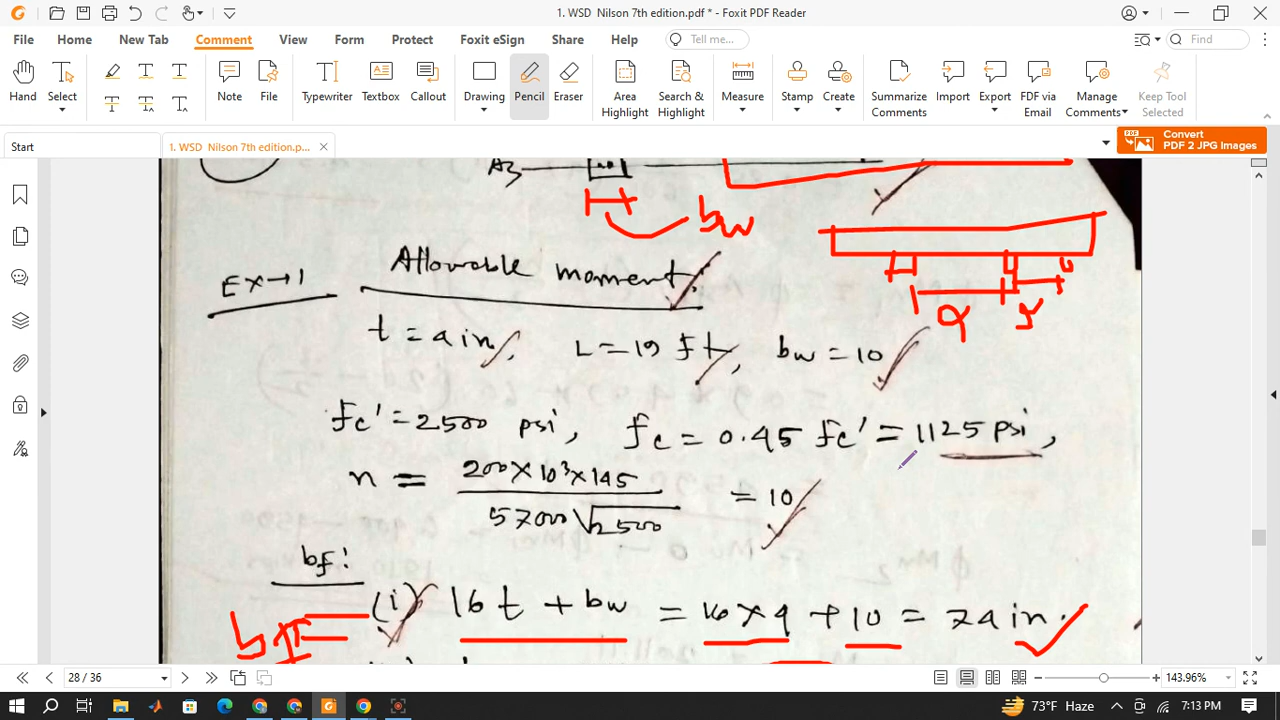 1. WSD Nilson 7th edition.pdf * - Foxit PDF Reader
File Home New Tab Comment View Form Protect Foxit eSign Share Help Tell me... Find
Hand Select Note File Typewriter Textbox Callout Drawing Pencil Eraser Area Highlight Search & Highlight Measure Stamp Create Summarize Comments Import Export PDF via Email Manage Comments Keep Tool Selected
Start 1. WSD Nilson 7th edition.p... Convert PDF 2 JPG Images
As
bw
Ex→1 Allowable moment.
t = 4 in, L = 19 ft, bw = 10
fc' = 2500 psi, fc = 0.45 fc' = 1125 psi,
n = 200×10³×145 / 57000√2500 = 10
bf:
(i) 16 t + bw = 16×4 + 10 = 74 in.
28 / 36 143.96%
73°F Haze 7:13 PM